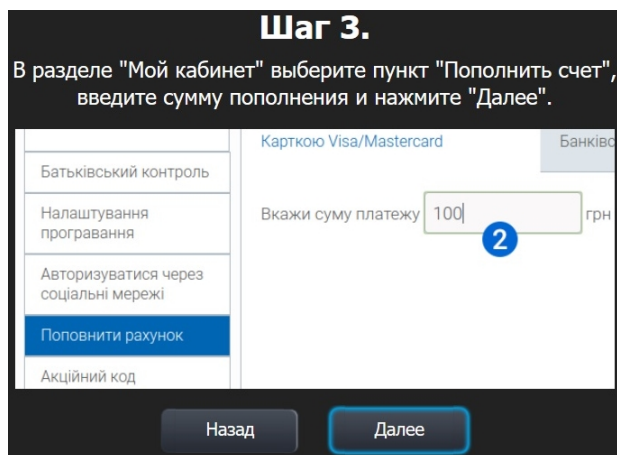 Шаг 3.
В разделе "Мой кабинет" выберите пункт "Пополнить счет",
введите сумму пополнения и нажмите "Далее".
Карткою Visa/Mastercard
Батьківський контроль
Налаштування
програвання
Авторизуватися через
соціальні мережі
Поповнити рахунок
Акційний код
Вкажи суму платежу 100 грн
2
Назад Далее